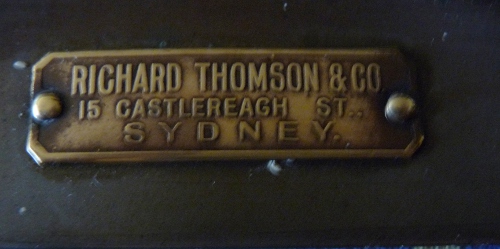 RICHARD THOMSON & CO
15 CASTLEREAGH ST.,
SYDNEY.